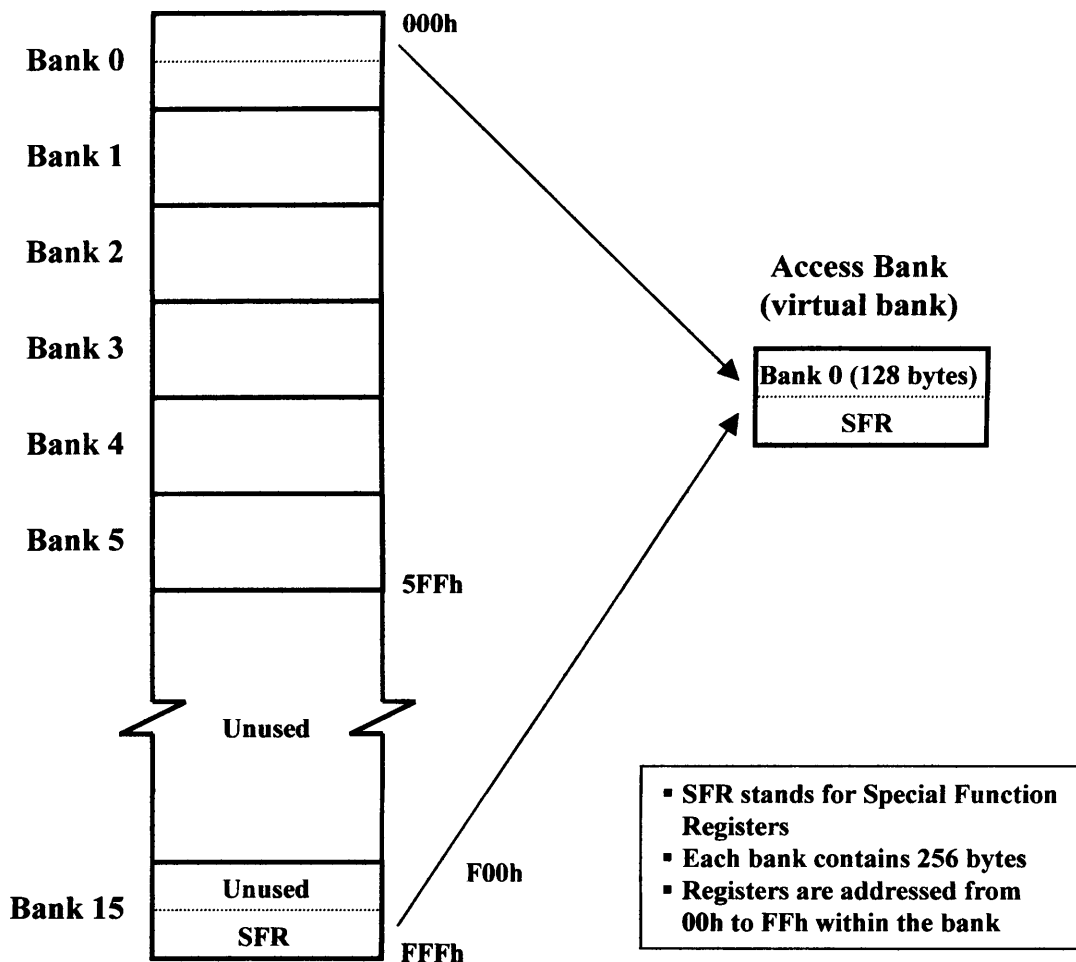 000h
Bank 0
Bank 1
Bank 2
Bank 3
Bank 4
Bank 5
5FFh
Access Bank
(virtual bank)
Bank 0 (128 bytes)
SFR
Unused
Bank 15
Unused
SFR
F00h
FFFh
▪ SFR stands for Special Function
Registers
▪ Each bank contains 256 bytes
▪ Registers are addressed from
00h to FFh within the bank